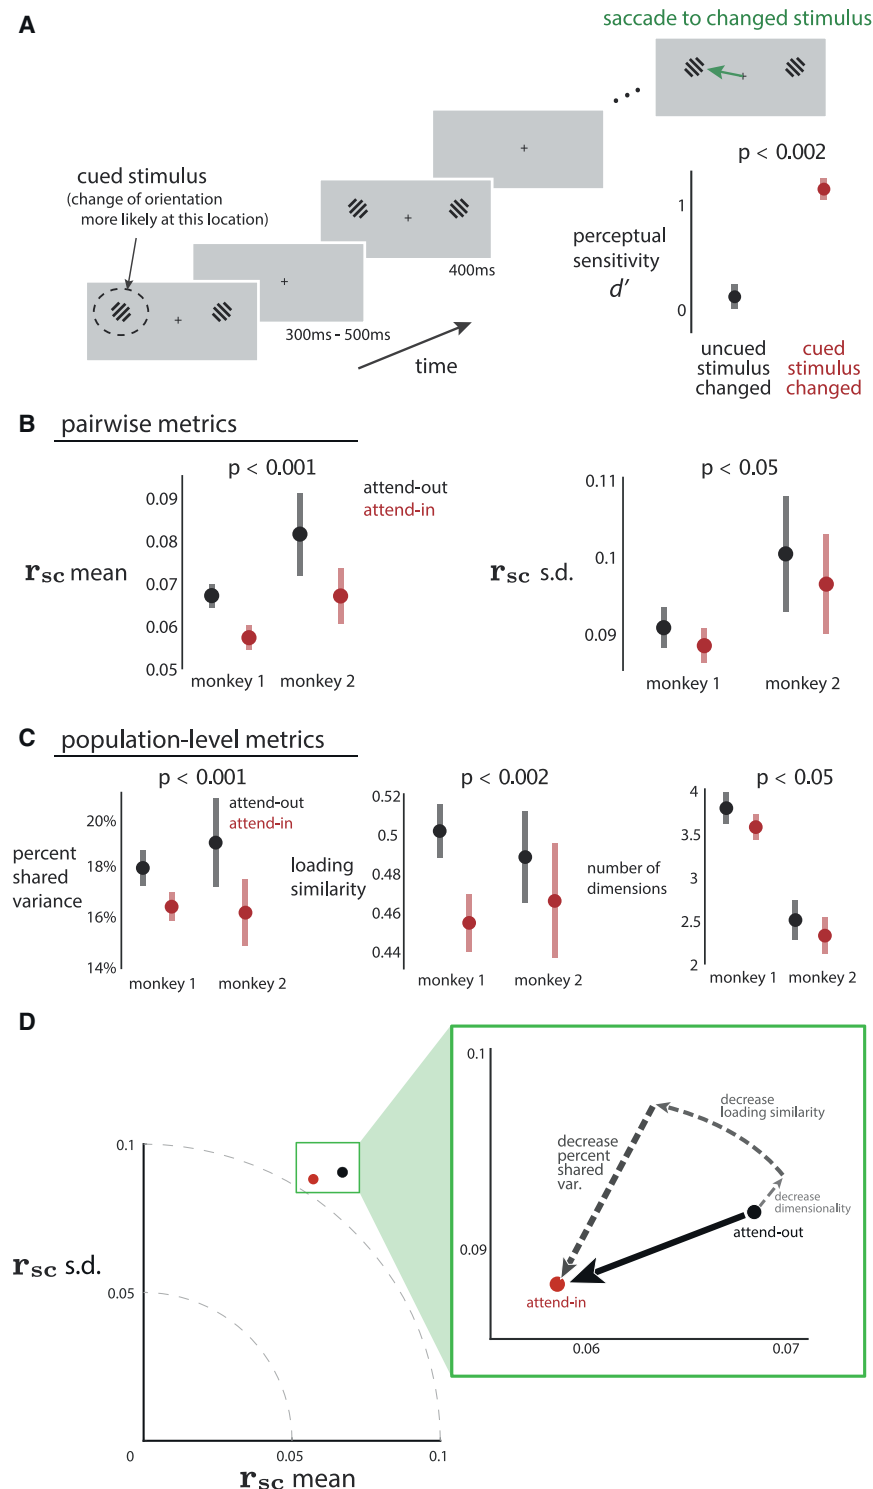 A
saccade to changed stimulus
cued stimulus
(change of orientation
more likely at this location)
400ms
300ms - 500ms
time
p < 0.002
perceptual
sensitivity
d′
1
0
uncued
stimulus
changed
cued
stimulus
changed
B
pairwise metrics
p < 0.001
attend-out
attend-in
rsc mean
0.09
0.08
0.07
0.06
0.05
monkey 1
monkey 2
p < 0.05
rsc s.d.
0.11
0.1
0.09
monkey 1
monkey 2
C
population-level metrics
p < 0.001
attend-out
attend-in
percent
shared
variance
20%
18%
16%
14%
monkey 1
monkey 2
p < 0.002
loading
similarity
0.52
0.5
0.48
0.46
0.44
monkey 1
monkey 2
p < 0.05
number of
dimensions
4
3.5
3
2.5
2
monkey 1
monkey 2
D
0.1
0.05
0
0.05
0.1
rsc s.d.
rsc mean
0.1
0.09
0.06
0.07
decrease
loading similarity
decrease
percent
shared
var.
decrease
dimensionality
attend-out
attend-in